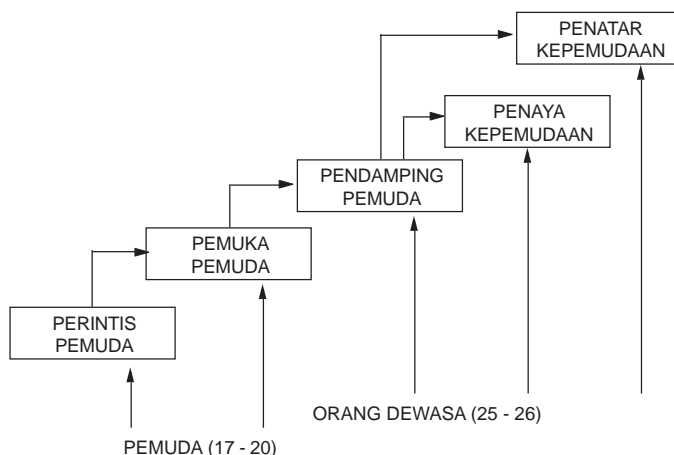 PENATAR
KEPEMUDAAN
PENAYA
KEPEMUDAAN
PENDAMPING
PEMUDA
PEMUKA
PEMUDA
PERINTIS
PEMUDA
ORANG DEWASA (25 - 26)
PEMUDA (17 - 20)